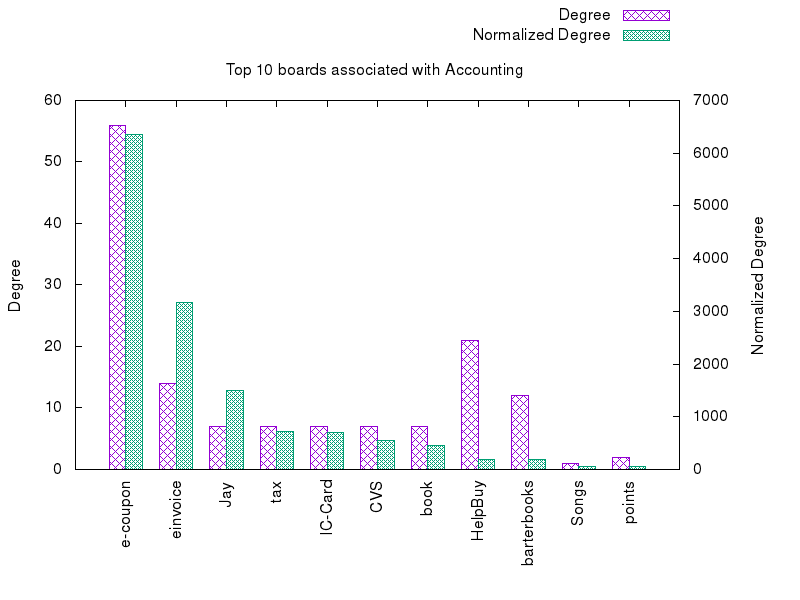 Degree
Normalized Degree
Top 10 boards associated with Accounting
60
50
40
30
20
10
0
7000
6000
5000
4000
3000
2000
1000
0
Degree
Normalized Degree
e-coupon
einvoice
Jay
tax
IC-Card
CVS
book
HelpBuy
barterbooks
Songs
points